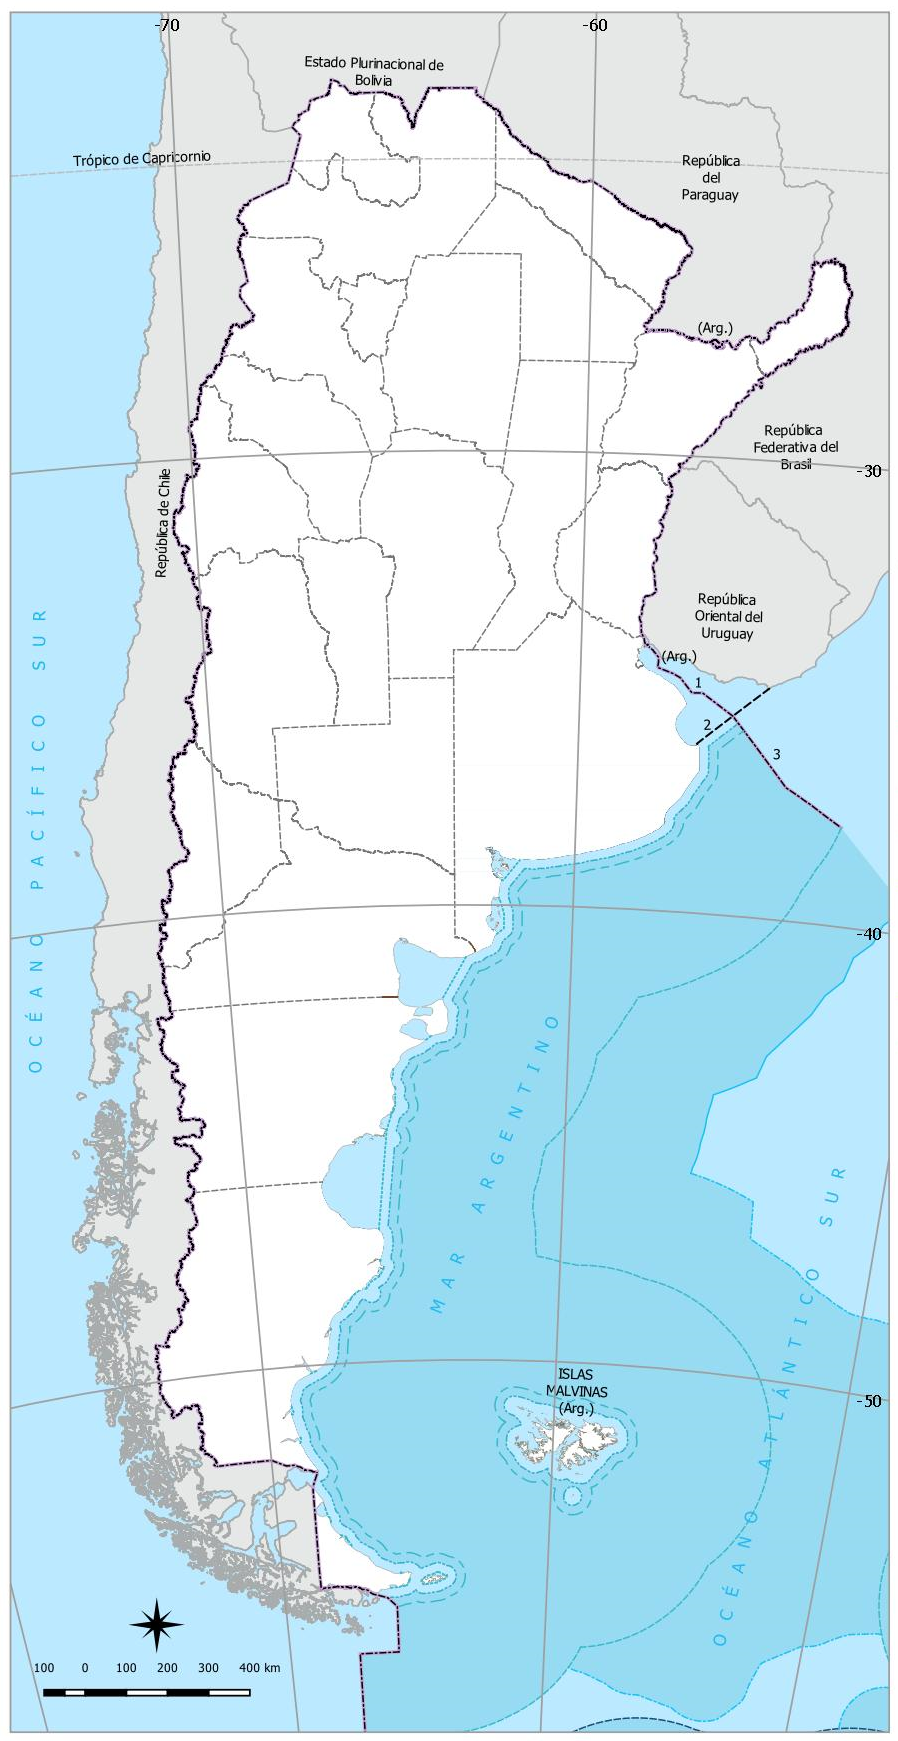 -70
-60
Estado Plurinacional de
Bolivia
Trópico de Capricornio
República
del
Paraguay
(Arg.)
República
Federativa del
Brasil
-30
República de Chile
República
Oriental del
Uruguay
(Arg.)
1
2
3
OCÉANO PACÍFICO SUR
-40
MAR ARGENTINO
OCÉANO ATLÁNTICO SUR
ISLAS
MALVINAS
(Arg.)
-50
100 0 100 200 300 400 km